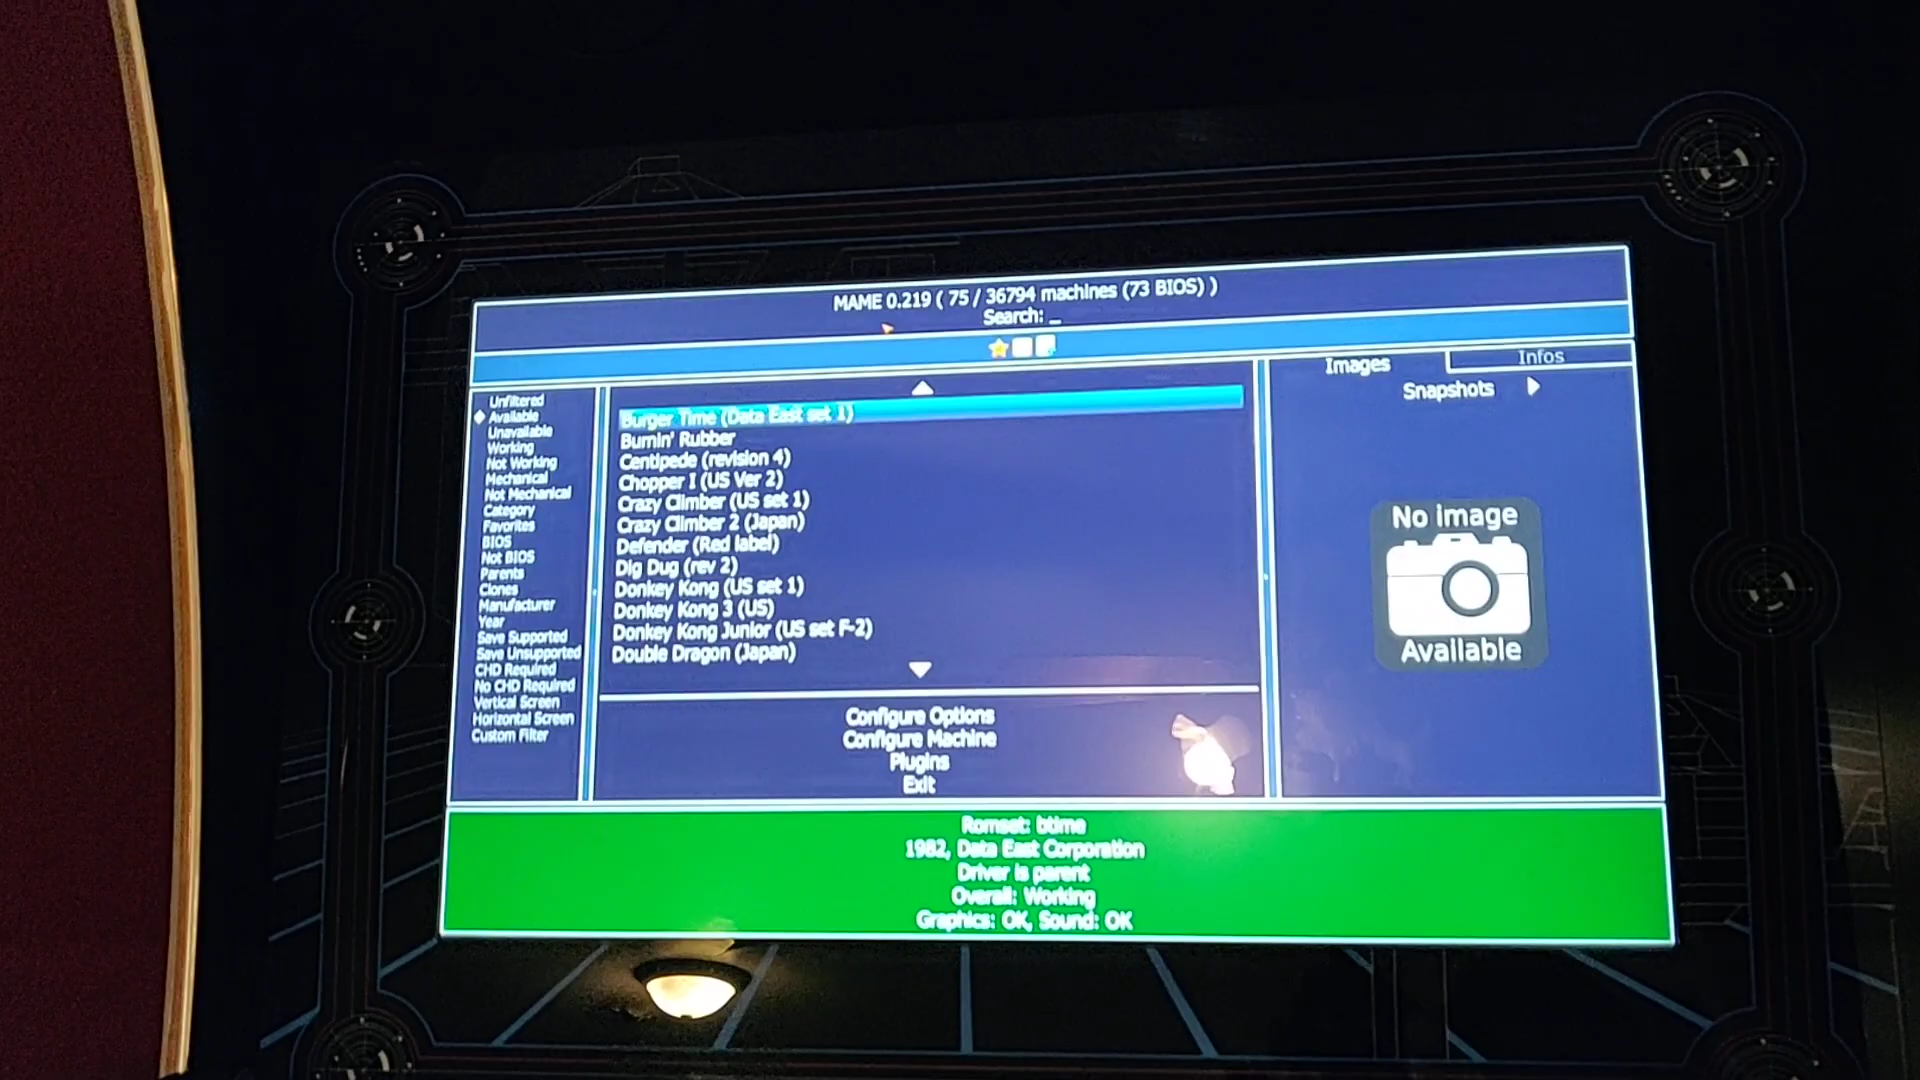 MAME 0.219 ( 75 / 36794 machines (73 BIOS) )
Search: _
Images
Infos
Snapshots
Unfiltered
Available
Unavailable
Working
Not Working
Mechanical
Not Mechanical
Category
Favorites
BIOS
Not BIOS
Parents
Clones
Manufacturer
Year
Save Supported
Save Unsupported
CHD Required
No CHD Required
Vertical Screen
Horizontal Screen
Custom Filter
Burger Time (Data East set 1)
Burnin' Rubber
Centipede (revision 4)
Chopper I (US Ver 2)
Crazy Climber (US set 1)
Crazy Climber 2 (Japan)
Defender (Red label)
Dig Dug (rev 2)
Donkey Kong (US set 1)
Donkey Kong 3 (US)
Donkey Kong Junior (US set F-2)
Double Dragon (Japan)
Configure Options
Configure Machine
Plugins
Exit
No image
Available
Romset: btime
1982, Data East Corporation
Driver is parent
Overall: Working
Graphics: OK, Sound: OK